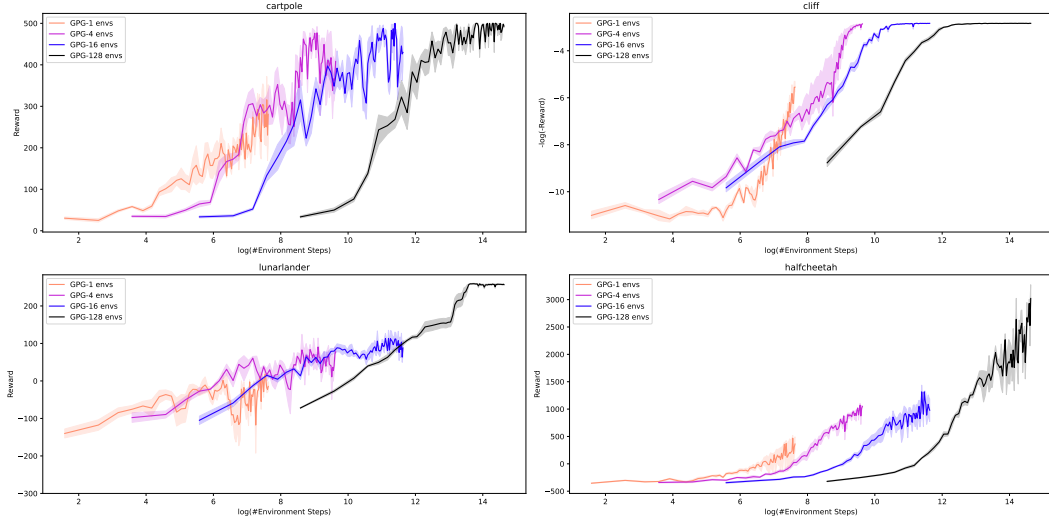 cartpole
GPG-1 envs
GPG-4 envs
GPG-16 envs
GPG-128 envs
Reward
500
400
300
200
100
0
2 4 6 8 10 12 14
log(#Environment Steps)
cliff
GPG-1 envs
GPG-4 envs
GPG-16 envs
GPG-128 envs
-log(-Reward)
−4
−6
−8
−10
2 4 6 8 10 12 14
log(#Environment Steps)
lunarlander
GPG-1 envs
GPG-4 envs
GPG-16 envs
GPG-128 envs
Reward
200
100
0
−100
−200
−300
2 4 6 8 10 12 14
log(#Environment Steps)
halfcheetah
GPG-1 envs
GPG-4 envs
GPG-16 envs
GPG-128 envs
Reward
3000
2500
2000
1500
1000
500
0
−500
2 4 6 8 10 12 14
log(#Environment Steps)